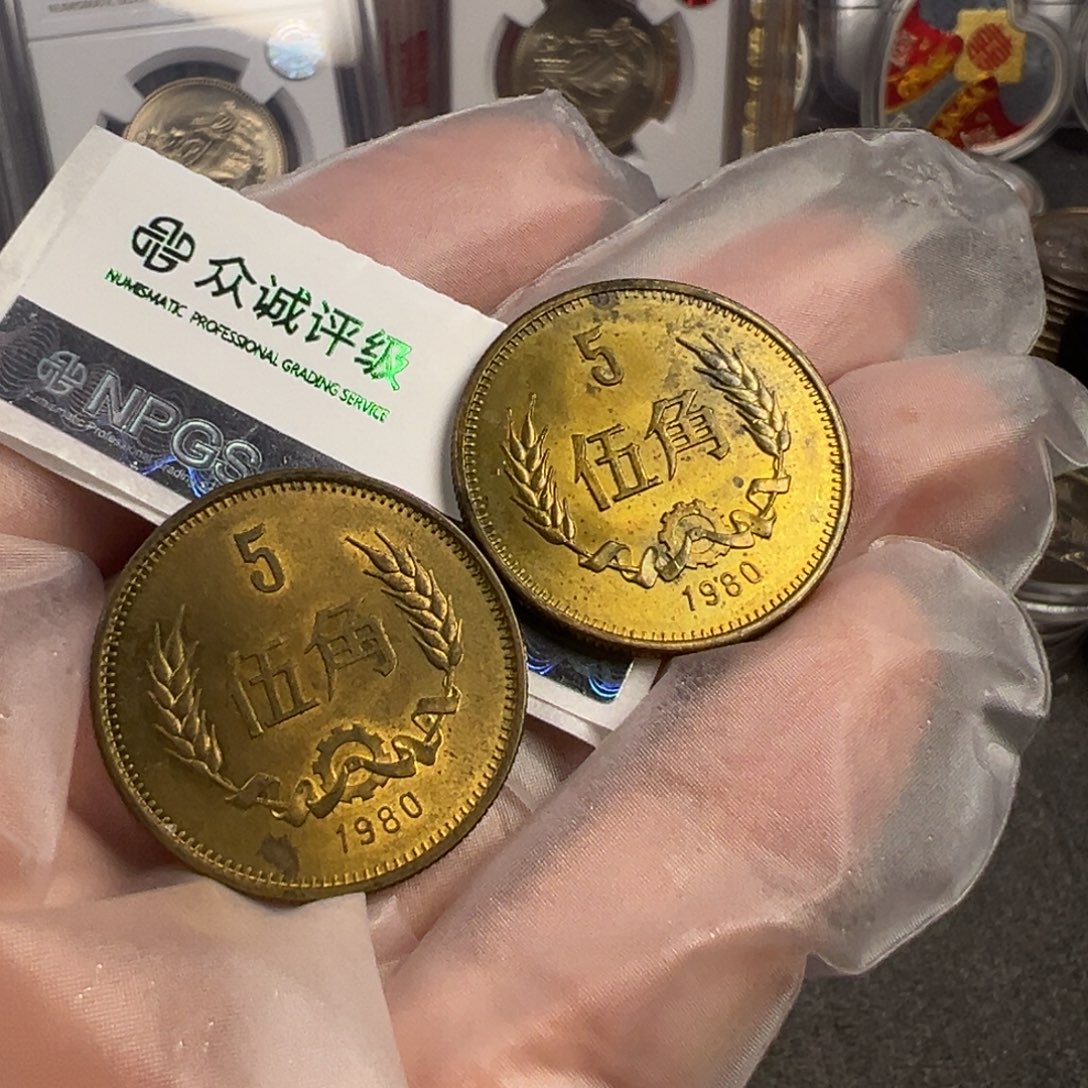 众诚评级
NUMISMATIC PROFESSIONAL GRADING SERVICE
NPGS
5
伍角
1980
5
伍角
1980